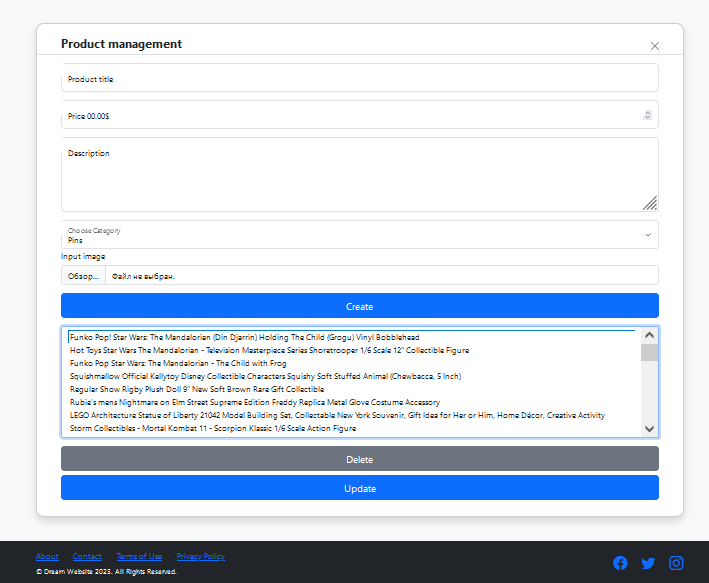 Product management
Product title
Price 00.00$
Description
Choose Category
Pins
Input image
Обзор... Файл не выбран.
Create
Funko Pop! Star Wars: The Mandalorian (Din Djarrin) Holding The Child (Grogu) Vinyl Bobblehead
Hot Toys Star Wars The Mandalorian - Television Masterpiece Series Shoretrooper 1/6 Scale 12" Collectible Figure
Funko Pop Star Wars: The Mandalorian - The Child with Frog
Squishmallow Official Kellytoy Disney Collectible Characters Squishy Soft Stuffed Animal (Chewbacca, 5 Inch)
Regular Show Rigby Plush Doll 9" New Soft Brown Rare Gift Collectible
Rubie's mens Nightmare on Elm Street Supreme Edition Freddy Replica Metal Glove Costume Accessory
LEGO Architecture Statue of Liberty 21042 Model Building Set, Collectable New York Souvenir, Gift Idea for Her or Him, Home Décor, Creative Activity
Storm Collectibles - Mortal Kombat 11 - Scorpion Klassic 1/6 Scale Action Figure
Delete
Update
About · Contact · Terms of Use · Privacy Policy
© Dream Website 2023. All Rights Reserved.